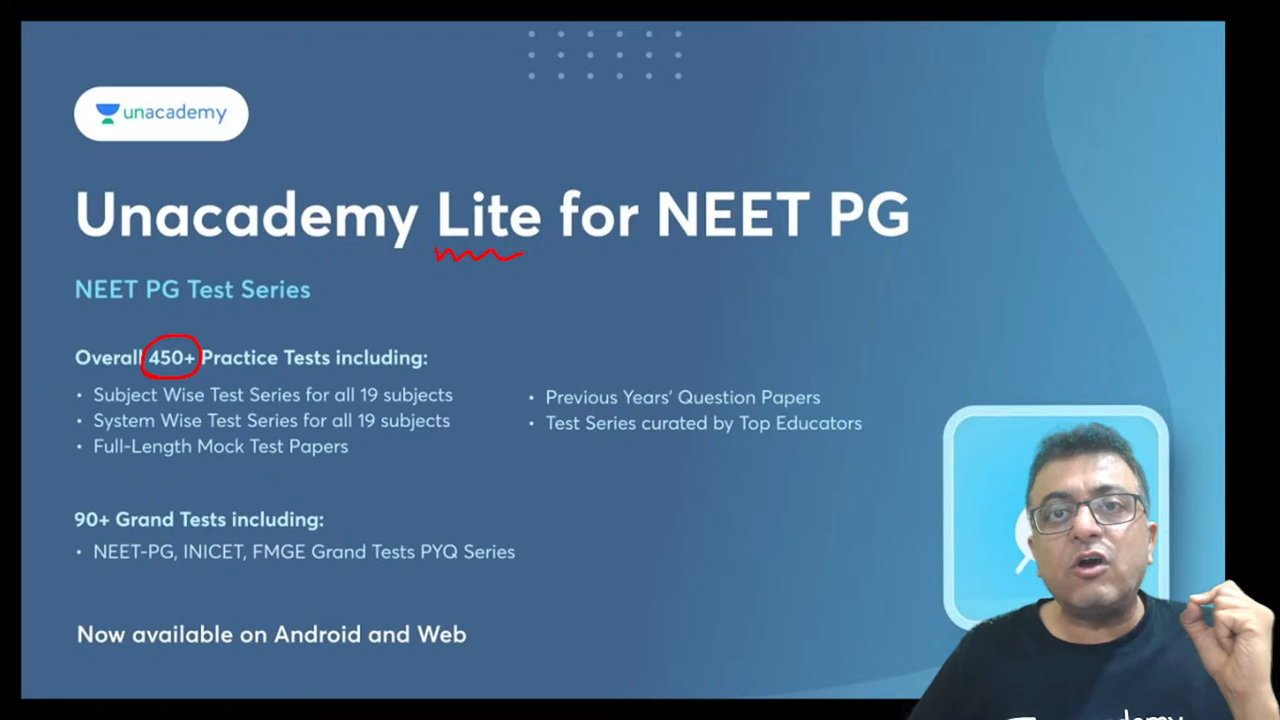 unacademy
Unacademy Lite for NEET PG
NEET PG Test Series
Overall 450+ Practice Tests including:
• Subject Wise Test Series for all 19 subjects
• System Wise Test Series for all 19 subjects
• Full-Length Mock Test Papers
• Previous Years' Question Papers
• Test Series curated by Top Educators
90+ Grand Tests including:
• NEET-PG, INICET, FMGE Grand Tests PYQ Series
Now available on Android and Web